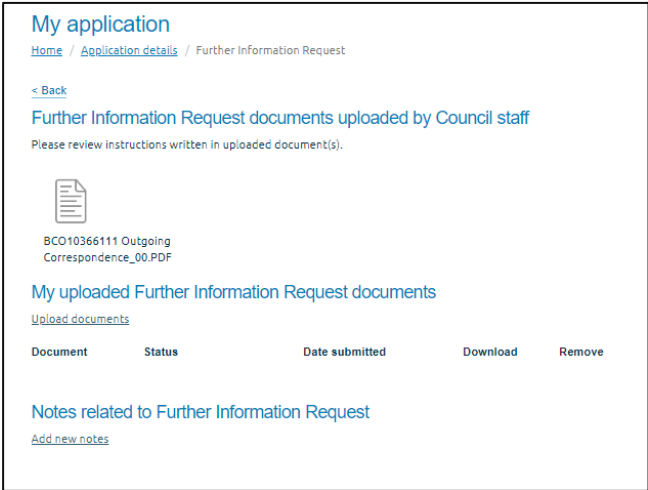 My application
Home / Application details / Further Information Request
< Back
Further Information Request documents uploaded by Council staff
Please review instructions written in uploaded document(s).
BCO10366111 Outgoing
Correspondence_00.PDF
My uploaded Further Information Request documents
Upload documents
Document Status Date submitted Download Remove
Notes related to Further Information Request
Add new notes